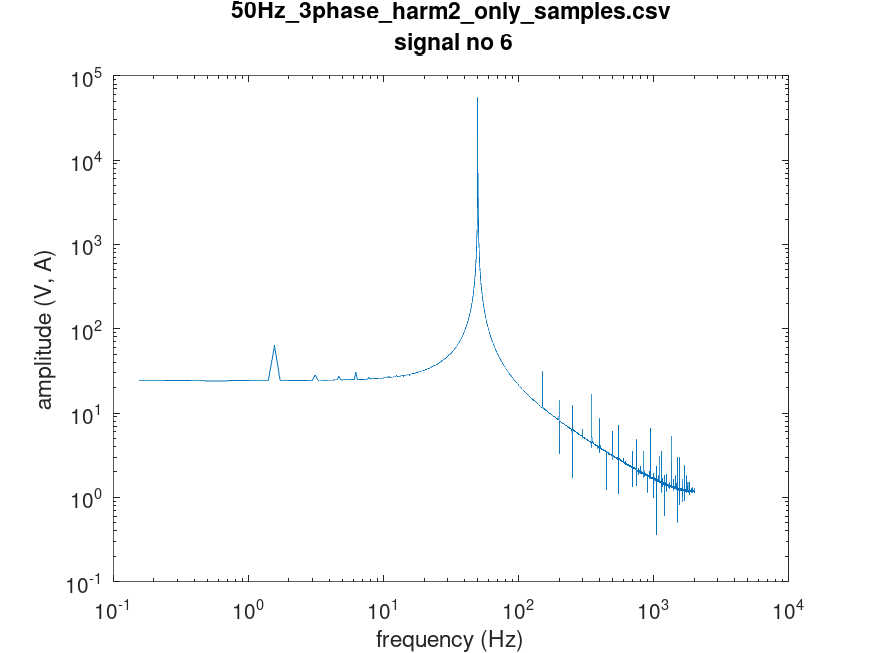 50Hz_3phase_harm2_only_samples.csv
signal no 6
10^5
10^4
10^3
10^2
10^1
10^0
10^-1
amplitude (V, A)
10^-1 10^0 10^1 10^2 10^3 10^4
frequency (Hz)